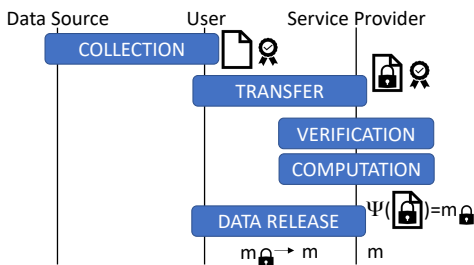 Data Source User Service Provider
COLLECTION
TRANSFER
VERIFICATION
COMPUTATION
DATA RELEASE Ψ( )=m
m → m m